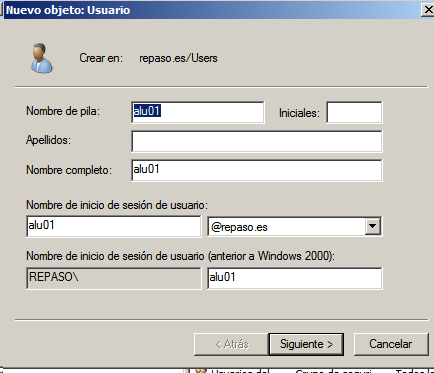 Nuevo objeto: Usuario
Crear en: repaso.es/Users
Nombre de pila: alu01 Iniciales:
Apellidos:
Nombre completo: alu01
Nombre de inicio de sesión de usuario:
alu01 @repaso.es
Nombre de inicio de sesión de usuario (anterior a Windows 2000):
REPASO\ alu01
< Atrás Siguiente > Cancelar